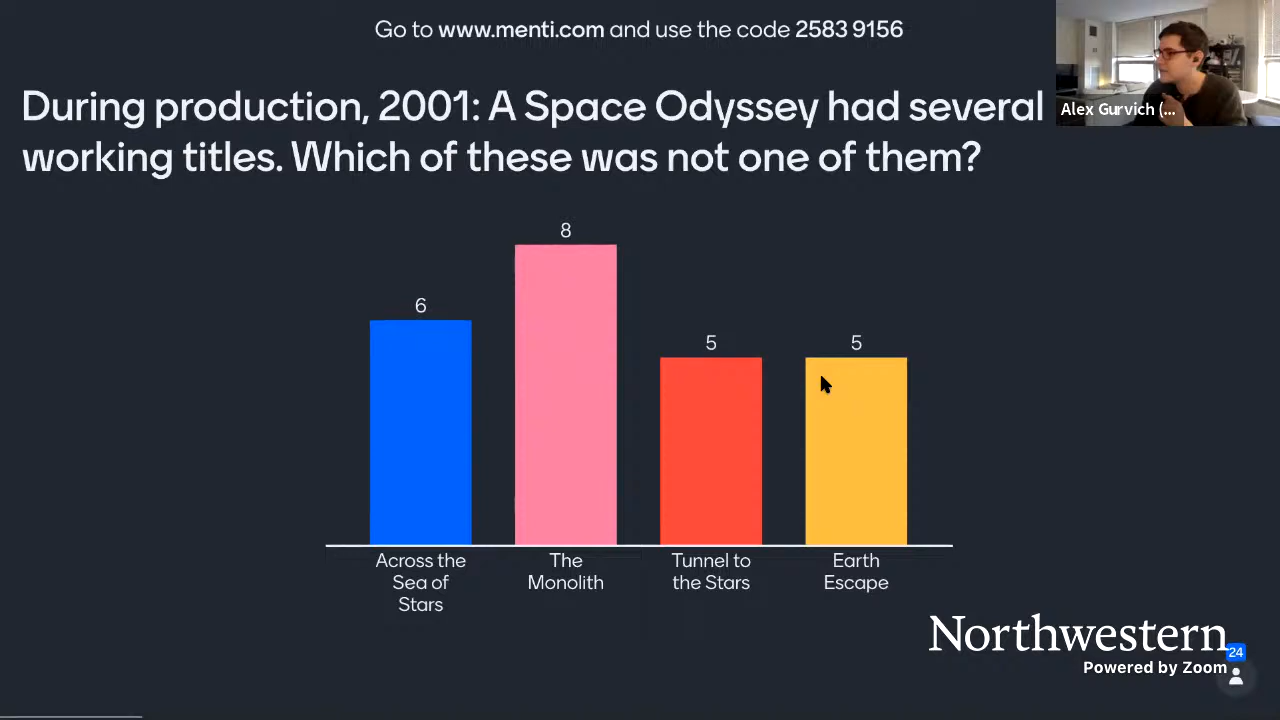 Go to www.menti.com and use the code 2583 9156
During production, 2001: A Space Odyssey had several
working titles. Which of these was not one of them?
Alex Gurvich (...
6
8
5
5
Across the
Sea of
Stars
The
Monolith
Tunnel to
the Stars
Earth
Escape
Northwestern
24
Powered by Zoom